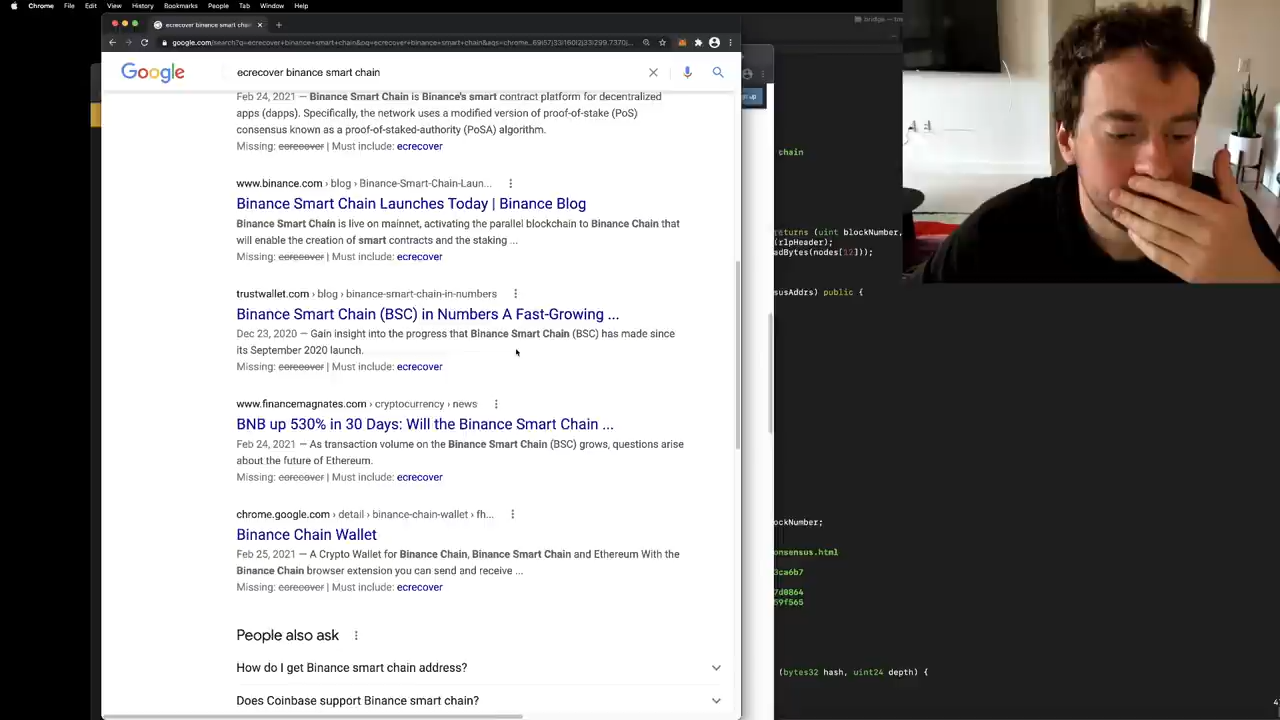 Chrome File Edit View History Bookmarks People Tab Window Help
ecrecover binance smart chain
Google
ecrecover binance smart chain
Feb 24, 2021 — Binance Smart Chain is Binance's smart contract platform for decentralized
apps (dapps). Specifically, the network uses a modified version of proof-of-stake (PoS)
consensus known as a proof-of-staked-authority (PoSA) algorithm.
Missing: ecrecover | Must include: ecrecover
www.binance.com › blog › Binance-Smart-Chain-Laun...
Binance Smart Chain Launches Today | Binance Blog
Binance Smart Chain is live on mainnet, activating the parallel blockchain to Binance Chain that
will enable the creation of smart contracts and the staking ...
Missing: ecrecover | Must include: ecrecover
trustwallet.com › blog › binance-smart-chain-in-numbers
Binance Smart Chain (BSC) in Numbers A Fast-Growing ...
Dec 23, 2020 — Gain insight into the progress that Binance Smart Chain (BSC) has made since
its September 2020 launch.
Missing: ecrecover | Must include: ecrecover
www.financemagnates.com › cryptocurrency › news
BNB up 530% in 30 Days: Will the Binance Smart Chain ...
Feb 24, 2021 — As transaction volume on the Binance Smart Chain (BSC) grows, questions arise
about the future of Ethereum.
Missing: ecrecover | Must include: ecrecover
chrome.google.com › detail › binance-chain-wallet › fh...
Binance Chain Wallet
Feb 25, 2021 — A Crypto Wallet for Binance Chain, Binance Smart Chain and Ethereum With the
Binance Chain browser extension you can send and receive ...
Missing: ecrecover | Must include: ecrecover
People also ask
How do I get Binance smart chain address?
Does Coinbase support Binance smart chain?
bridge —
up
chain
returns (uint blockNumber,
(rlpHeader);
adBytes(nodes[12]));
susAddrs) public {
ockNumber;
onsensus.html
3ca6b7
7d0864
59f565
(bytes32 hash, uint24 depth) {